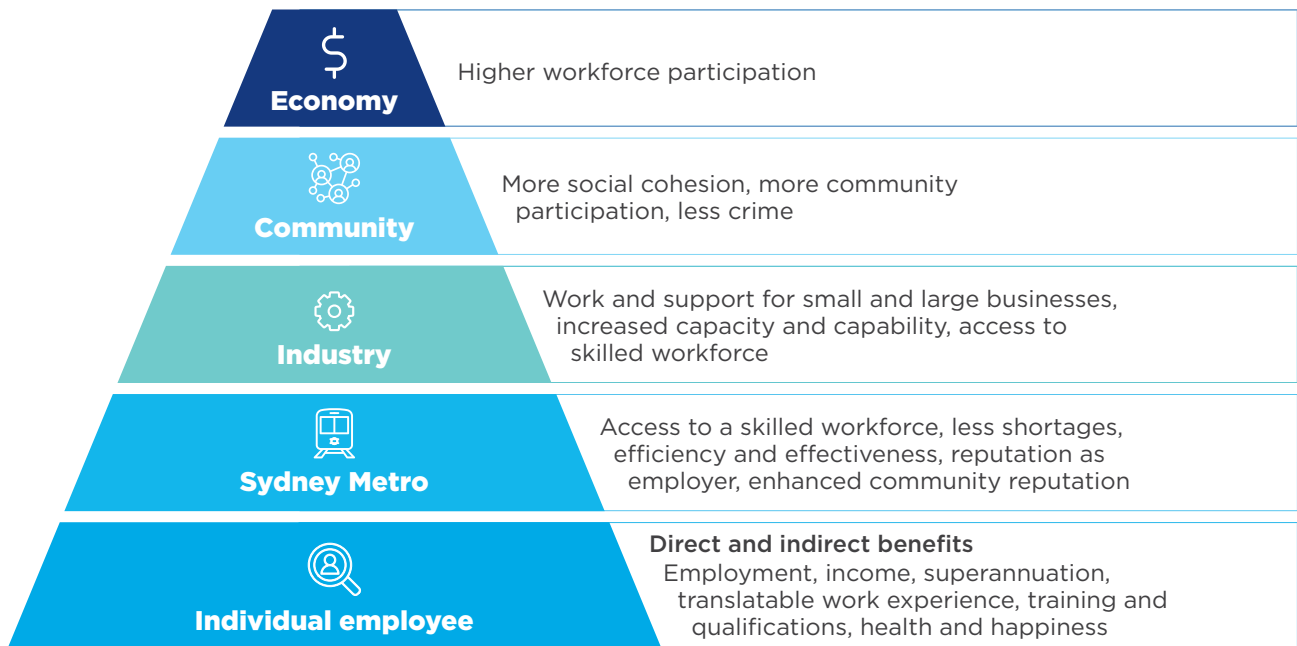 $
Economy
Higher workforce participation
Community
More social cohesion, more community
participation, less crime
Industry
Work and support for small and large businesses,
increased capacity and capability, access to
skilled workforce
Sydney Metro
Access to a skilled workforce, less shortages,
efficiency and effectiveness, reputation as
employer, enhanced community reputation
Individual employee
Direct and indirect benefits
Employment, income, superannuation,
translatable work experience, training and
qualifications, health and happiness